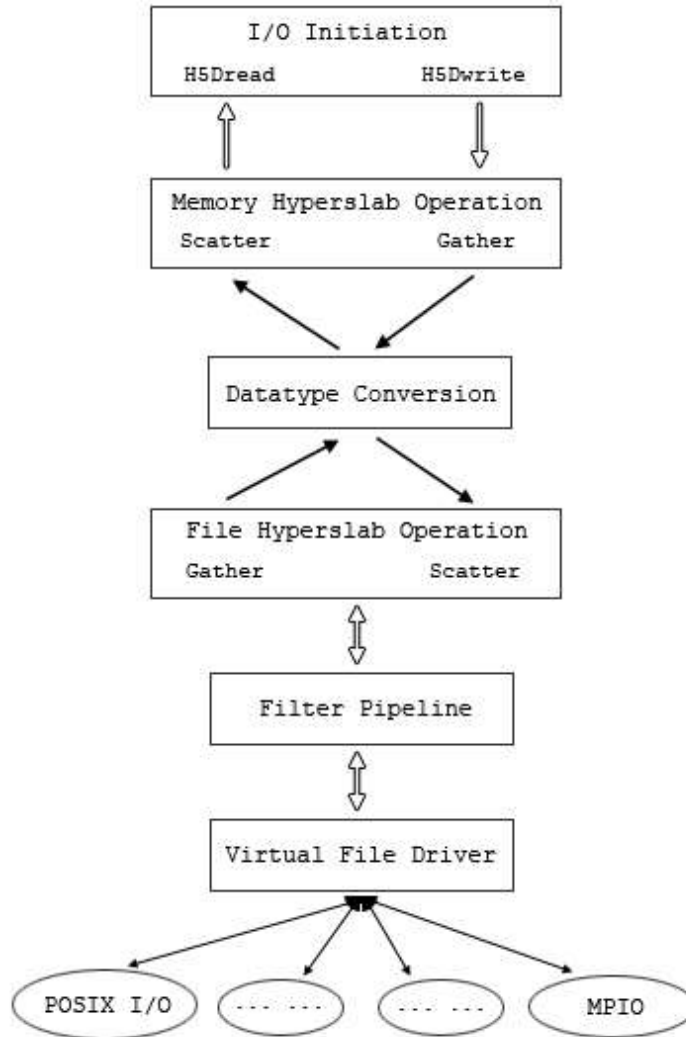 I/O Initiation
H5Dread H5Dwrite
Memory Hyperslab Operation
Scatter Gather
Datatype Conversion
File Hyperslab Operation
Gather Scatter
Filter Pipeline
Virtual File Driver
POSIX I/O --- --- --- --- MPIO